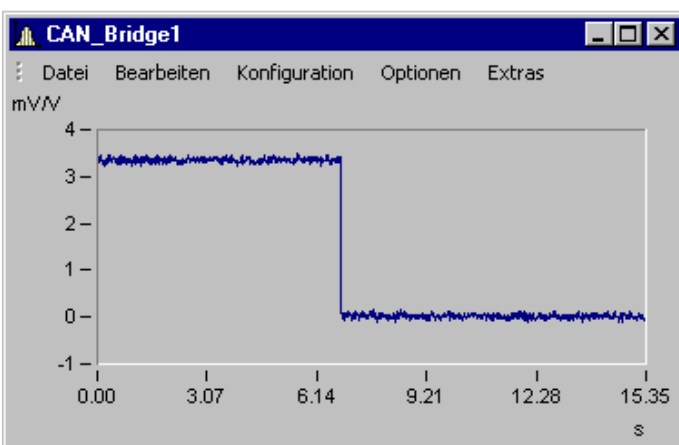 CAN_Bridge1
Datei Bearbeiten Konfiguration Optionen Extras
mV/V
4
3
2
1
0
-1
0.00 3.07 6.14 9.21 12.28 15.35
s